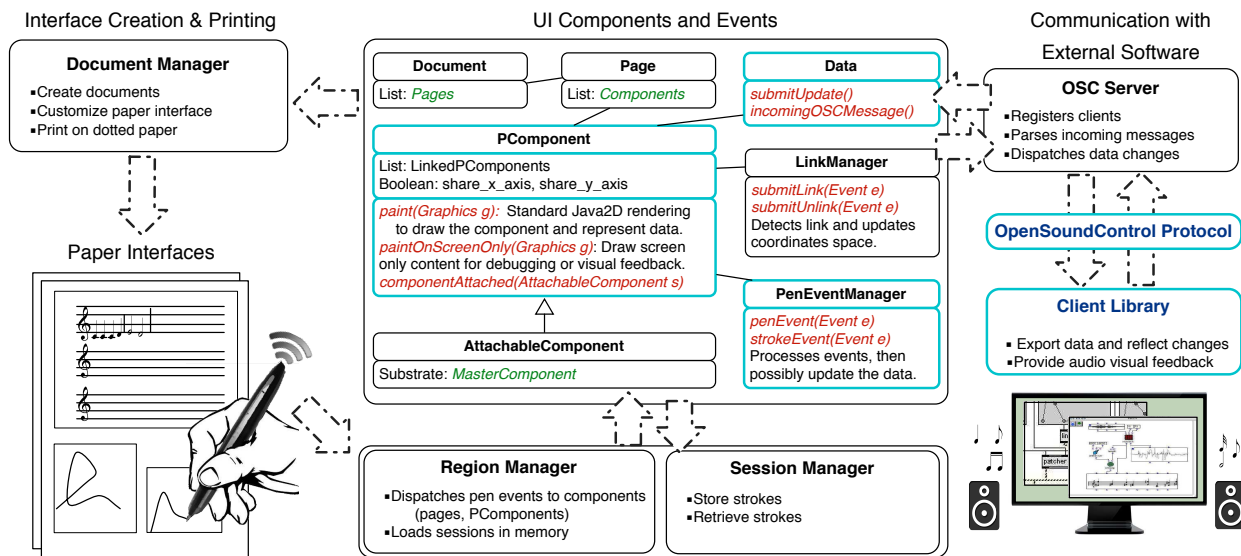 Interface Creation & Printing
Document Manager
▪Create documents
▪Customize paper interface
▪Print on dotted paper
Paper Interfaces
UI Components and Events
Document
List: Pages
Page
List: Components
Data
submitUpdate()
incomingOSCMessage()
PComponent
List: LinkedPComponents
Boolean: share_x_axis, share_y_axis
paint(Graphics g): Standard Java2D rendering
to draw the component and represent data.
paintOnScreenOnly(Graphics g): Draw screen
only content for debugging or visual feedback.
componentAttached(AttachableComponent s)
LinkManager
submitLink(Event e)
submitUnlink(Event e)
Detects link and updates
coordinates space.
PenEventManager
penEvent(Event e)
strokeEvent(Event e)
Processes events, then
possibly update the data.
AttachableComponent
Substrate: MasterComponent
Region Manager
▪Dispatches pen events to components
(pages, PComponents)
▪Loads sessions in memory
Session Manager
▪Store strokes
▪Retrieve strokes
Communication with
External Software
OSC Server
▪Registers clients
▪Parses incoming messages
▪Dispatches data changes
OpenSoundControl Protocol
Client Library
▪ Export data and reflect changes
▪Provide audio visual feedback
patcher